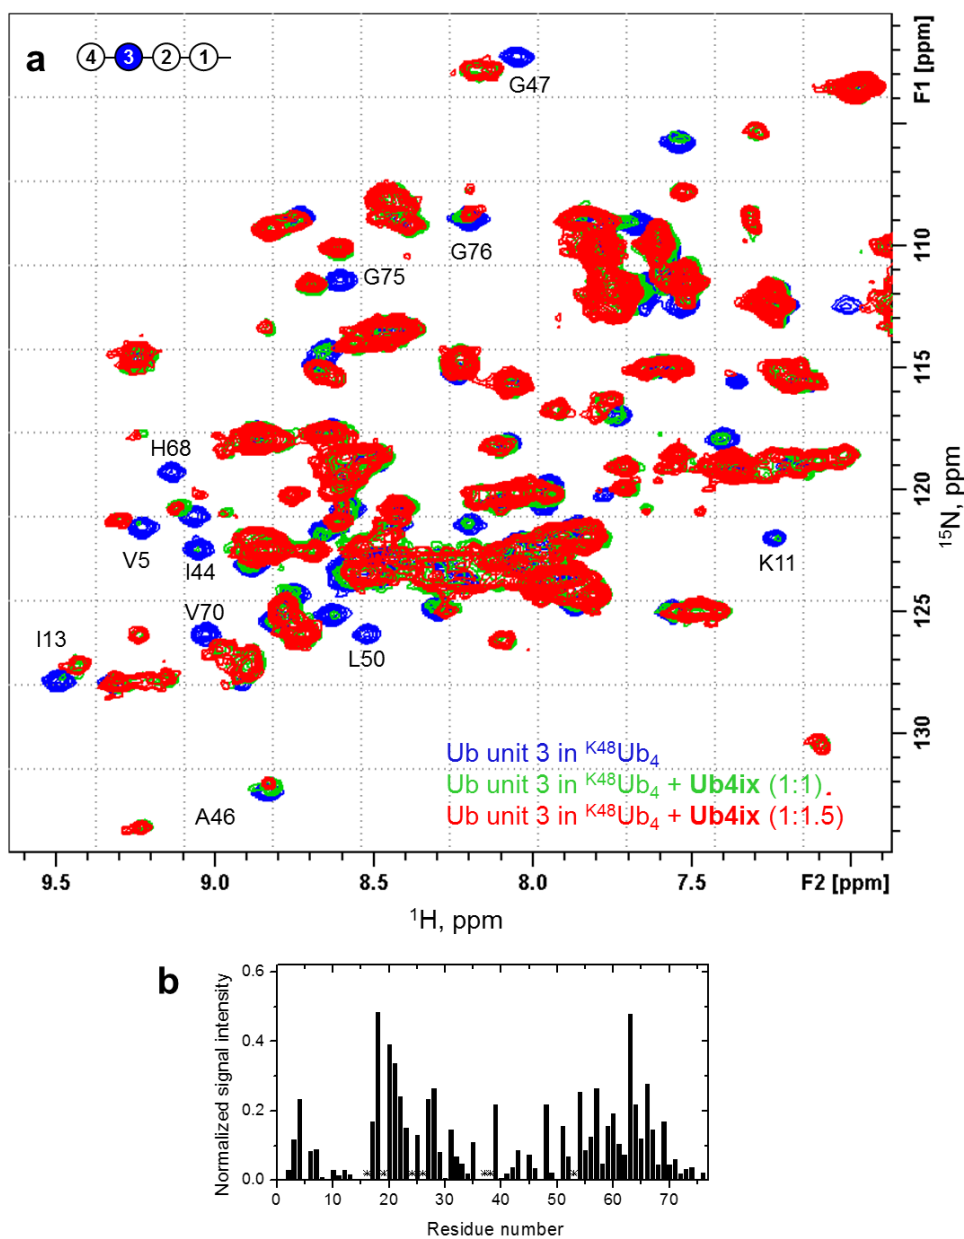 a
4 3 2 1
G47
F1 [ppm]
G76
G75
110
115
H68
120
V5
I44
K11
V70
I13
L50
125
130
15N, ppm
Ub unit 3 in K48Ub4
Ub unit 3 in K48Ub4 + Ub4ix (1:1)
Ub unit 3 in K48Ub4 + Ub4ix (1:1.5)
A46
9.5 9.0 8.5 8.0 7.5 F2 [ppm]
1H, ppm
b
Normalized signal intensity
0.6
0.4
0.2
0.0
0 10 20 30 40 50 60 70
* * * * * * *
Residue number